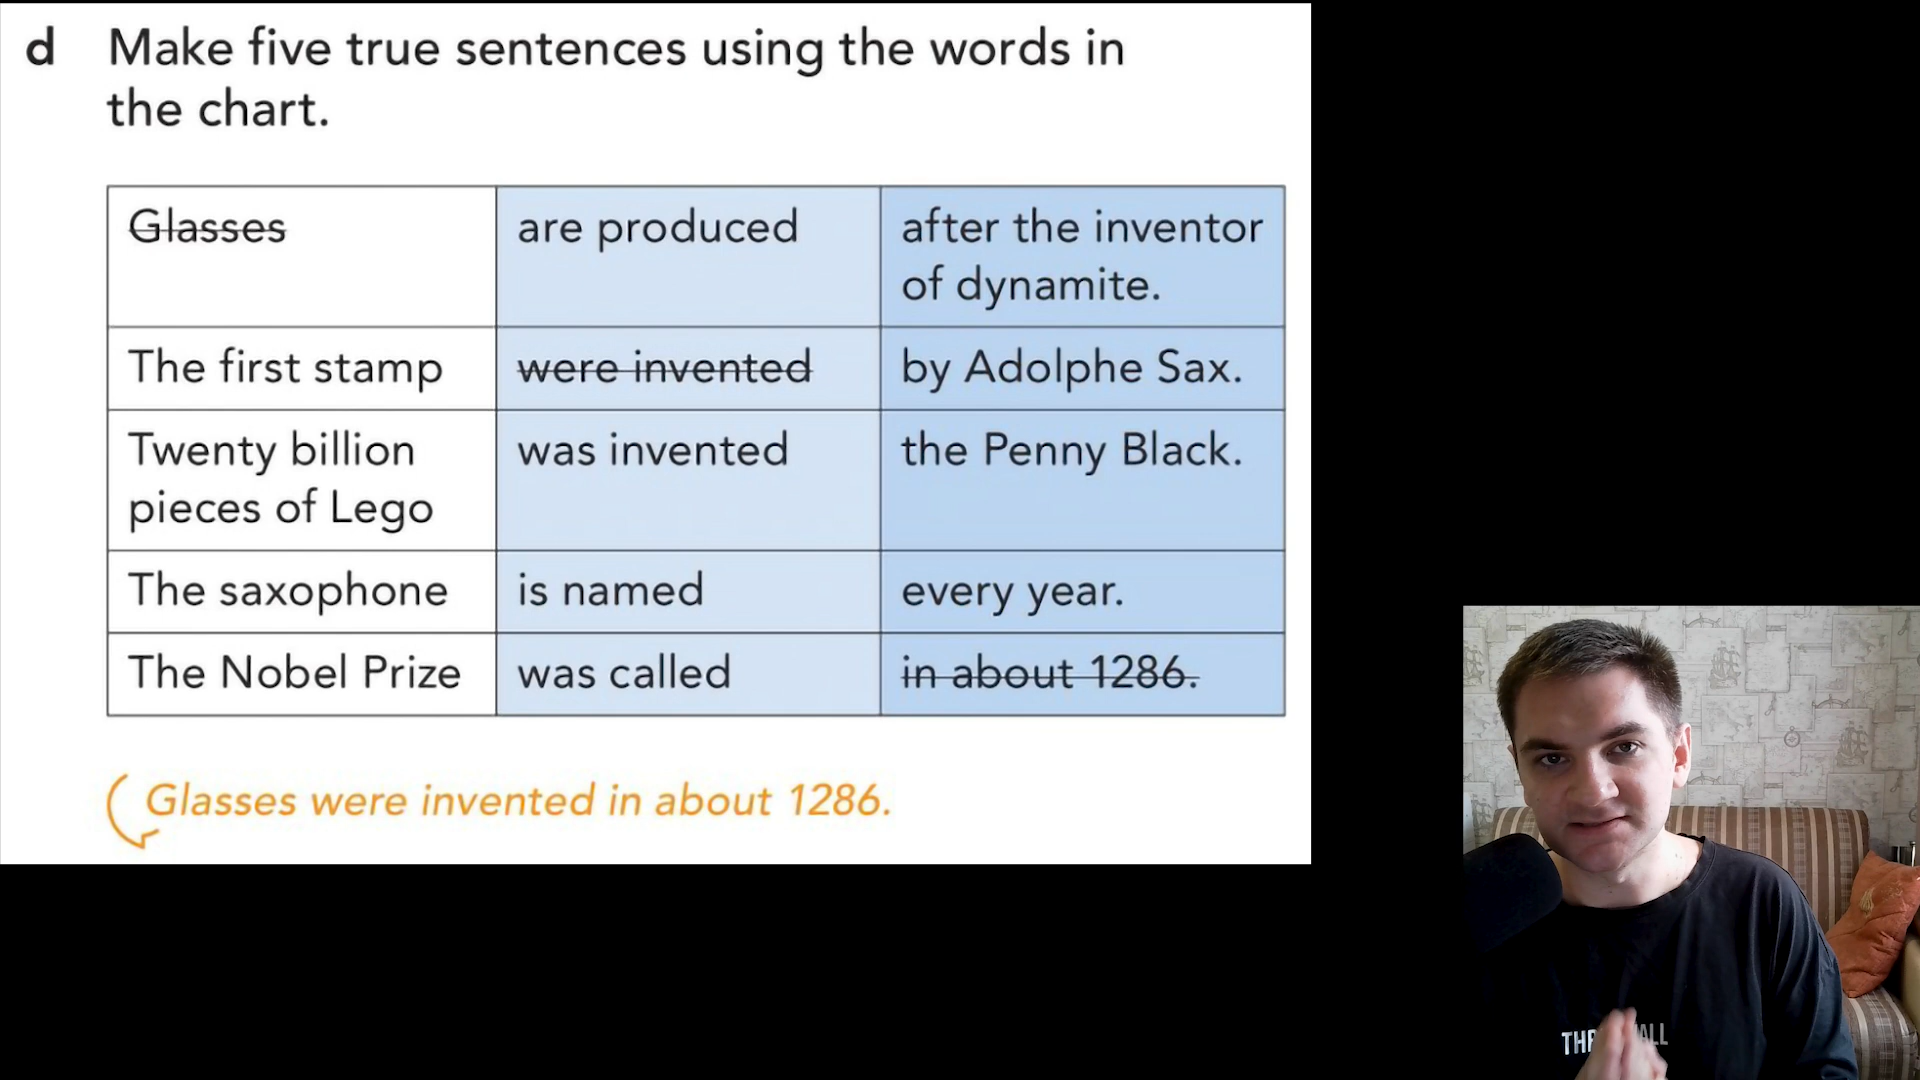 d Make five true sentences using the words in
the chart.
Glasses are produced after the inventor
of dynamite.
The first stamp were invented by Adolphe Sax.
Twenty billion was invented the Penny Black.
pieces of Lego
The saxophone is named every year.
The Nobel Prize was called in about 1286.
Glasses were invented in about 1286.